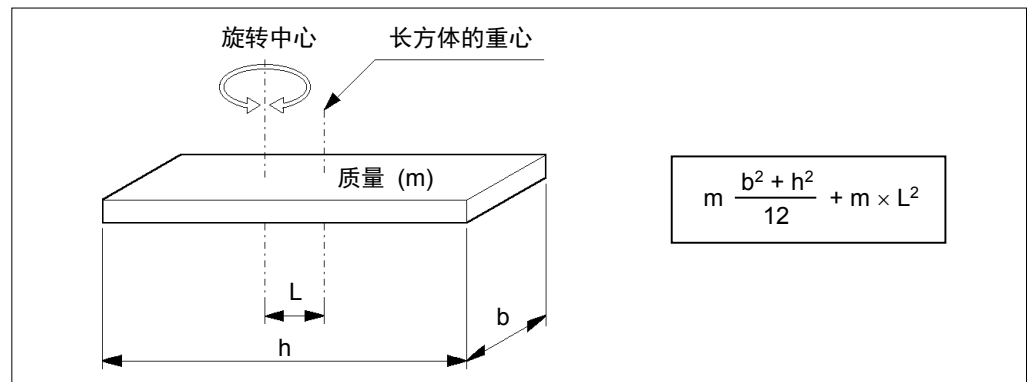 旋转中心
长方体的重心
质量 (m)
m (b² + h²)/12 + m × L²
L
b
h